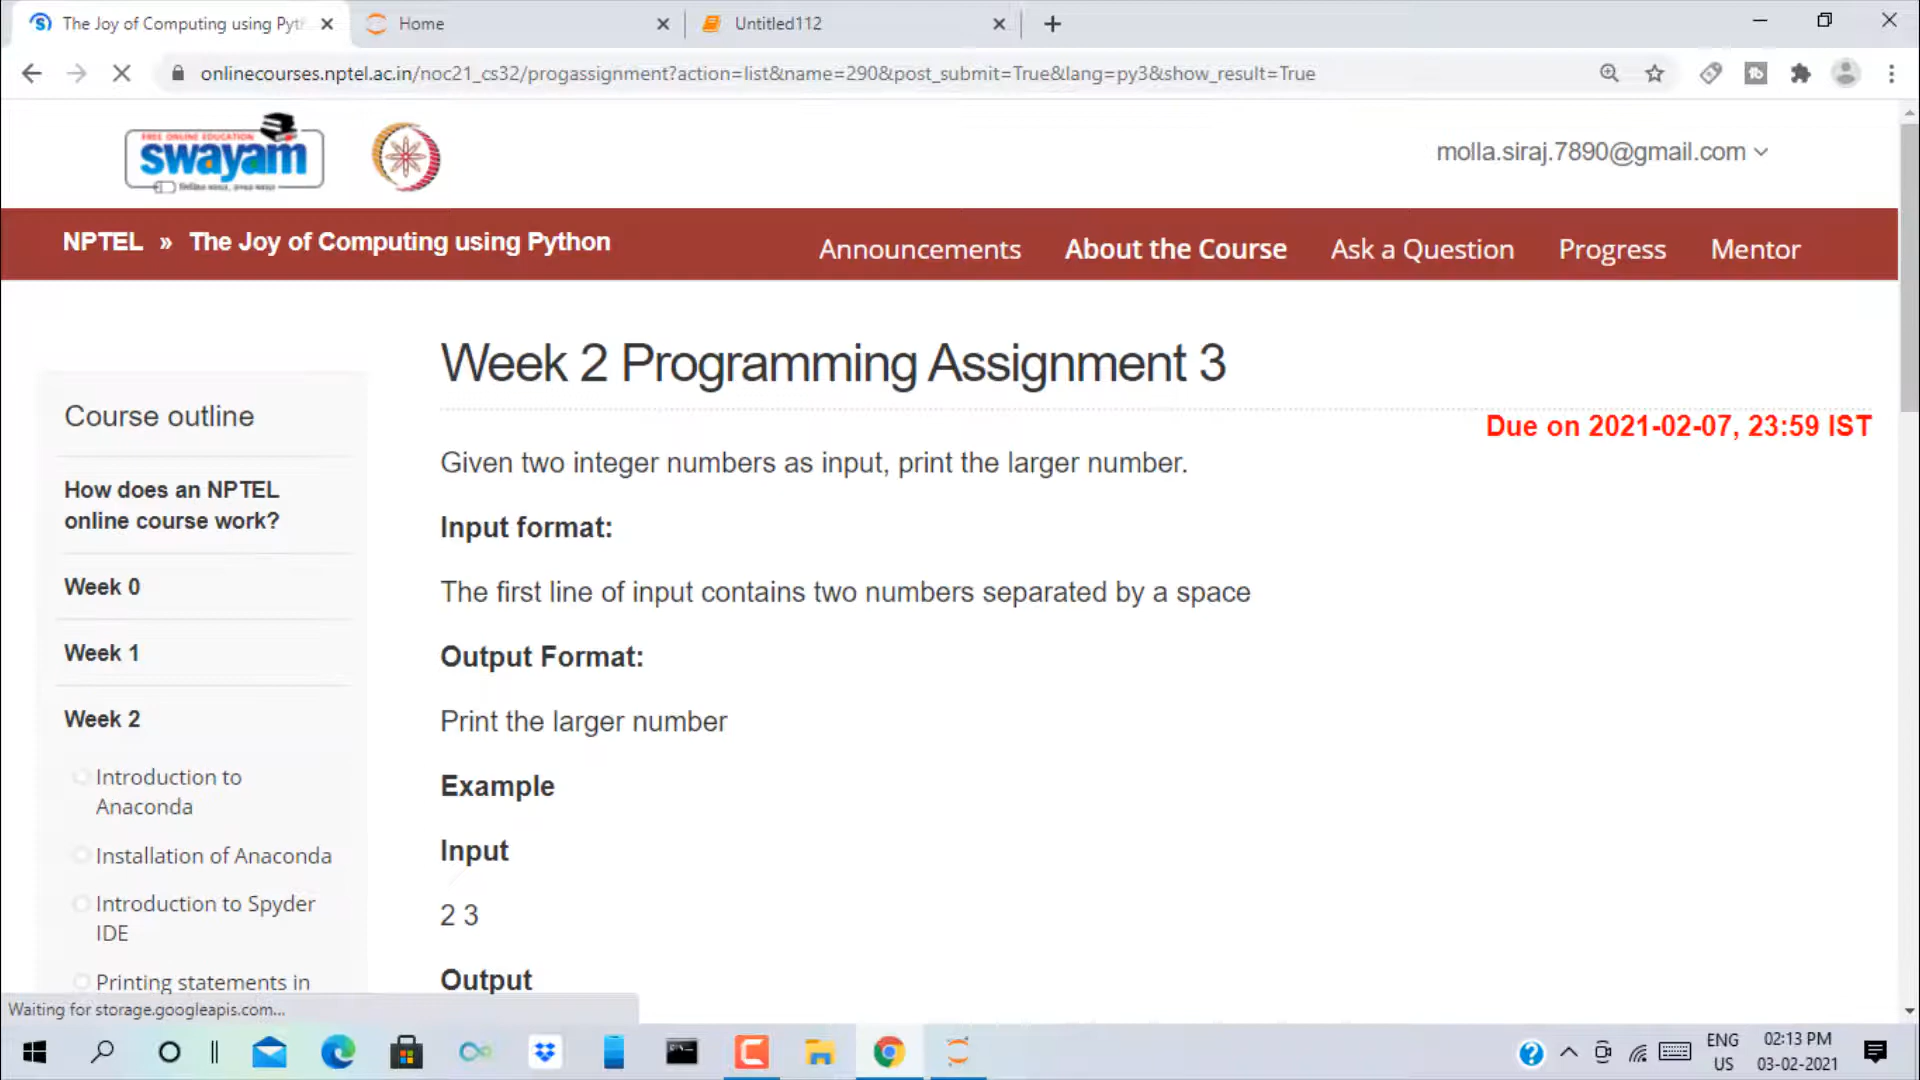 The Joy of Computing using Pyt
Home
Untitled112
onlinecourses.nptel.ac.in/noc21_cs32/progassignment?action=list&name=290&post_submit=True&lang=py3&show_result=True
FREE ONLINE EDUCATION
swayam
molla.siraj.7890@gmail.com
NPTEL » The Joy of Computing using Python
Announcements About the Course Ask a Question Progress Mentor
Week 2 Programming Assignment 3
Due on 2021-02-07, 23:59 IST
Course outline
How does an NPTEL
online course work?
Week 0
Week 1
Week 2
Introduction to
Anaconda
Installation of Anaconda
Introduction to Spyder
IDE
Printing statements in
Given two integer numbers as input, print the larger number.
Input format:
The first line of input contains two numbers separated by a space
Output Format:
Print the larger number
Example
Input
2 3
Output
Waiting for storage.googleapis.com...
ENG
US
02:13 PM
03-02-2021